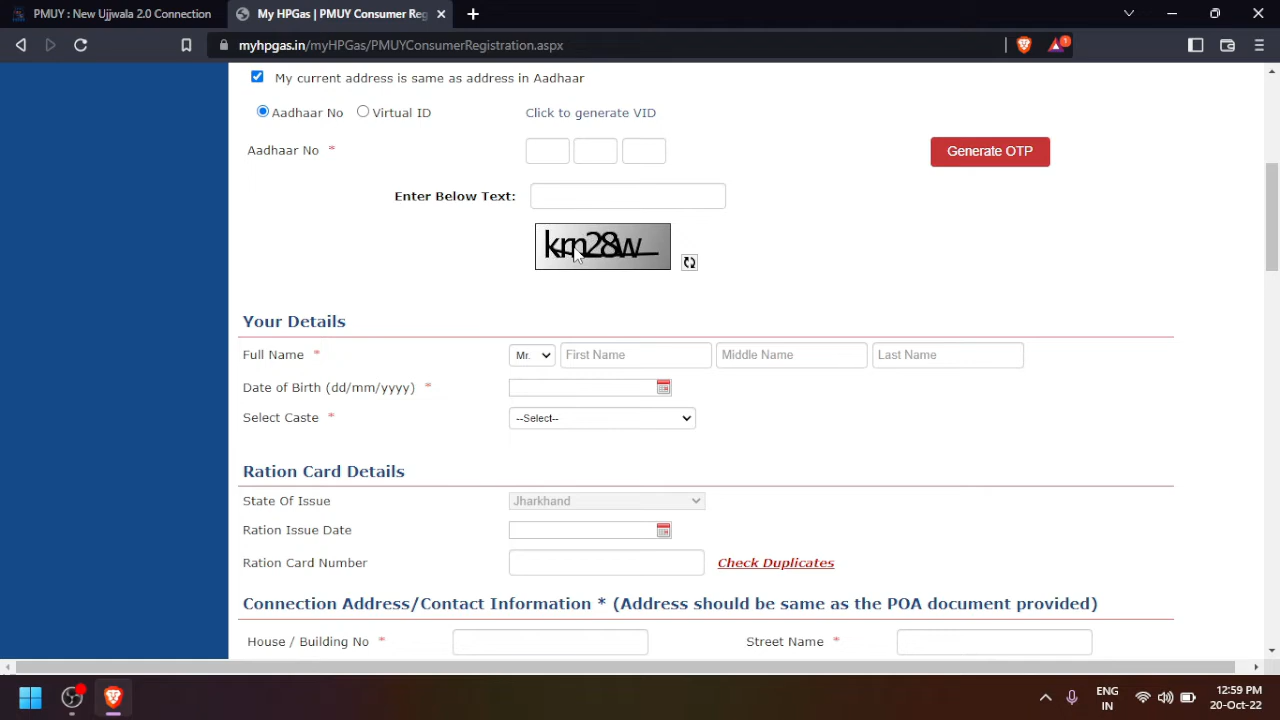 PMUY : New Ujjwala 2.0 Connection
My HPGas | PMUY Consumer Reg
myhpgas.in/myHPGas/PMUYConsumerRegistration.aspx
1
My current address is same as address in Aadhaar
Aadhaar No Virtual ID Click to generate VID
Aadhaar No * Generate OTP
Enter Below Text:
Your Details
Full Name * Mr. First Name Middle Name Last Name
Date of Birth (dd/mm/yyyy) *
Select Caste * --Select--
Ration Card Details
State Of Issue Jharkhand
Ration Issue Date
Ration Card Number Check Duplicates
Connection Address/Contact Information * (Address should be same as the POA document provided)
House / Building No * Street Name *
ENG 12:59 PM
IN 20-Oct-22